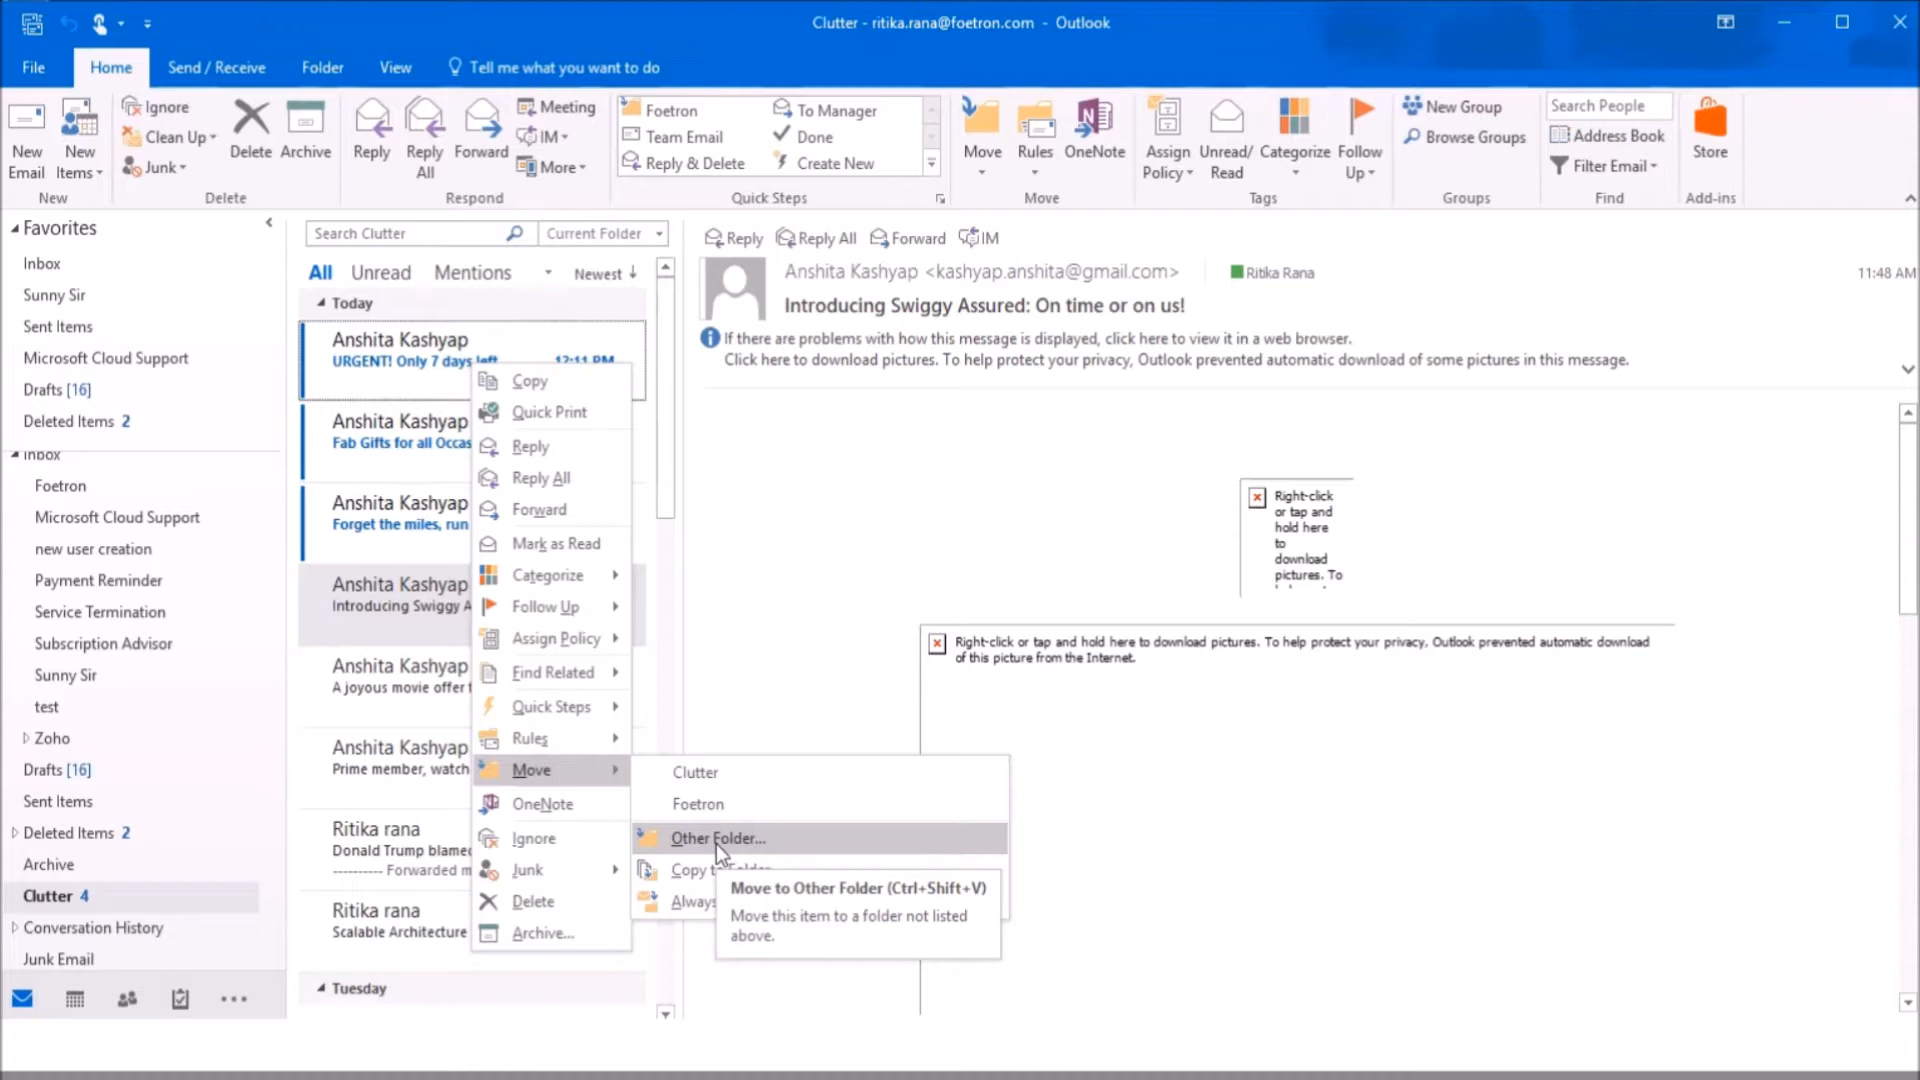 Clutter - ritika.rana@foetron.com - Outlook
File Home Send / Receive Folder View Tell me what you want to do
New Email
New Items
Ignore
Clean Up
Junk
Delete
Archive
Reply
Reply All
Forward
Meeting
IM
More
Foetron
Team Email
Reply & Delete
To Manager
Done
Create New
Move
Rules
OneNote
Assign Policy
Unread/ Read
Categorize
Follow Up
New Group
Browse Groups
Search People
Address Book
Filter Email
Store
New Delete Respond Quick Steps Move Tags Groups Find Add-ins
Favorites
Inbox
Sunny Sir
Sent Items
Microsoft Cloud Support
Drafts [16]
Deleted Items 2
Inbox
Foetron
Microsoft Cloud Support
new user creation
Payment Reminder
Service Termination
Subscription Advisor
Sunny Sir
test
Zoho
Drafts [16]
Sent Items
Deleted Items 2
Archive
Clutter 4
Conversation History
Junk Email
Search Clutter Current Folder
All Unread Mentions Newest
Today
Anshita Kashyap
URGENT! Only 7 days left 12:11 PM
Anshita Kashyap
Fab Gifts for all Occas
Anshita Kashyap
Forget the miles, run
Anshita Kashyap
Introducing Swiggy A
Anshita Kashyap
A joyous movie offer
Anshita Kashyap
Prime member, watch
Ritika rana
Donald Trump blamed
---------- Forwarded m
Ritika rana
Scalable Architecture
Tuesday
Copy
Quick Print
Reply
Reply All
Forward
Mark as Read
Categorize
Follow Up
Assign Policy
Find Related
Quick Steps
Rules
Move
OneNote
Ignore
Junk
Delete
Archive...
Clutter
Foetron
Other Folder...
Copy to Folder
Always
Move to Other Folder (Ctrl+Shift+V)
Move this item to a folder not listed
above.
Reply Reply All Forward IM
Anshita Kashyap <kashyap.anshita@gmail.com> Ritika Rana 11:48 AM
Introducing Swiggy Assured: On time or on us!
If there are problems with how this message is displayed, click here to view it in a web browser.
Click here to download pictures. To help protect your privacy, Outlook prevented automatic download of some pictures in this message.
Right-click
or tap and
hold here
to
download
pictures. To
Right-click or tap and hold here to download pictures. To help protect your privacy, Outlook prevented automatic download
of this picture from the Internet.